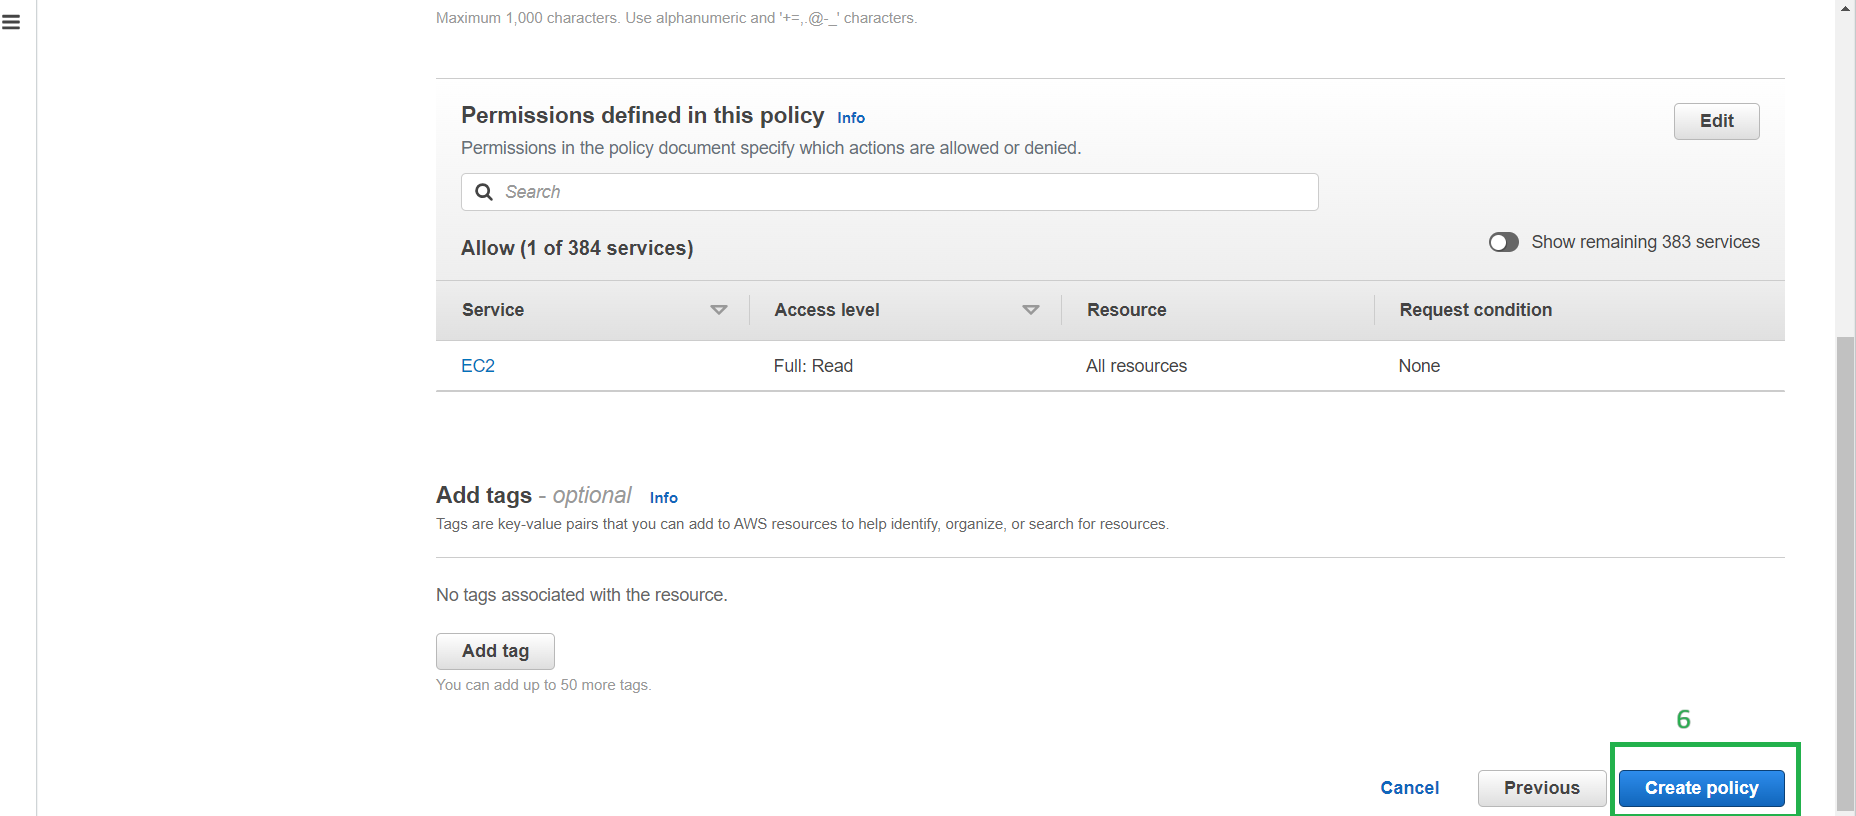 Maximum 1,000 characters. Use alphanumeric and '+=,.@-_' characters.
Permissions defined in this policy Info
Edit
Permissions in the policy document specify which actions are allowed or denied.
Search
Allow (1 of 384 services)
Show remaining 383 services
Service Access level Resource Request condition
EC2 Full: Read All resources None
Add tags - optional Info
Tags are key-value pairs that you can add to AWS resources to help identify, organize, or search for resources.
No tags associated with the resource.
Add tag
You can add up to 50 more tags.
6
Cancel Previous Create policy